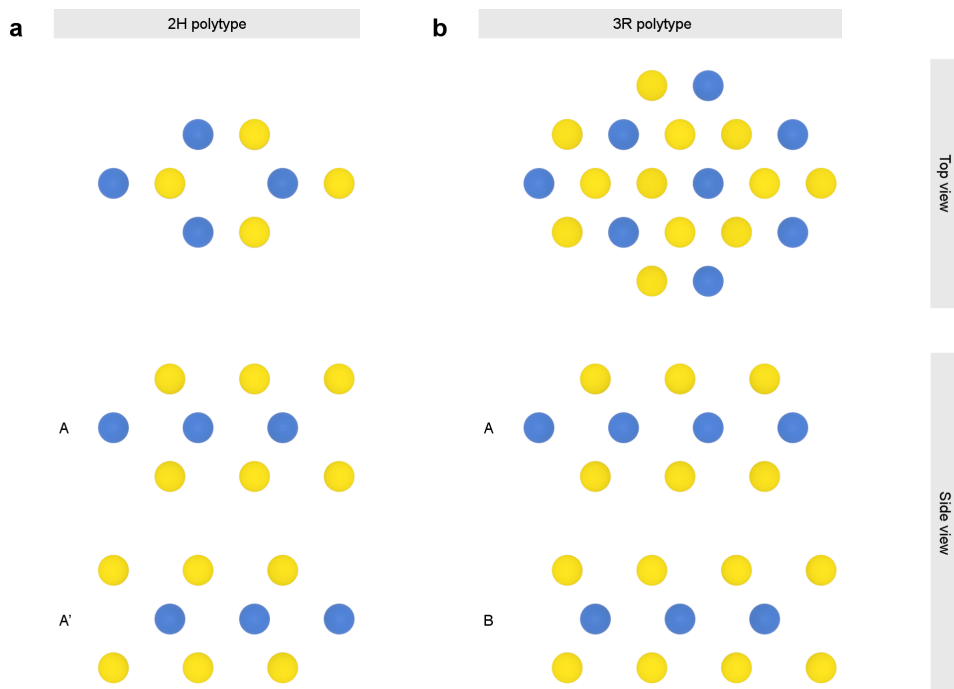 a
2H polytype
b
3R polytype
Top view
A
A
Side view
A’
B